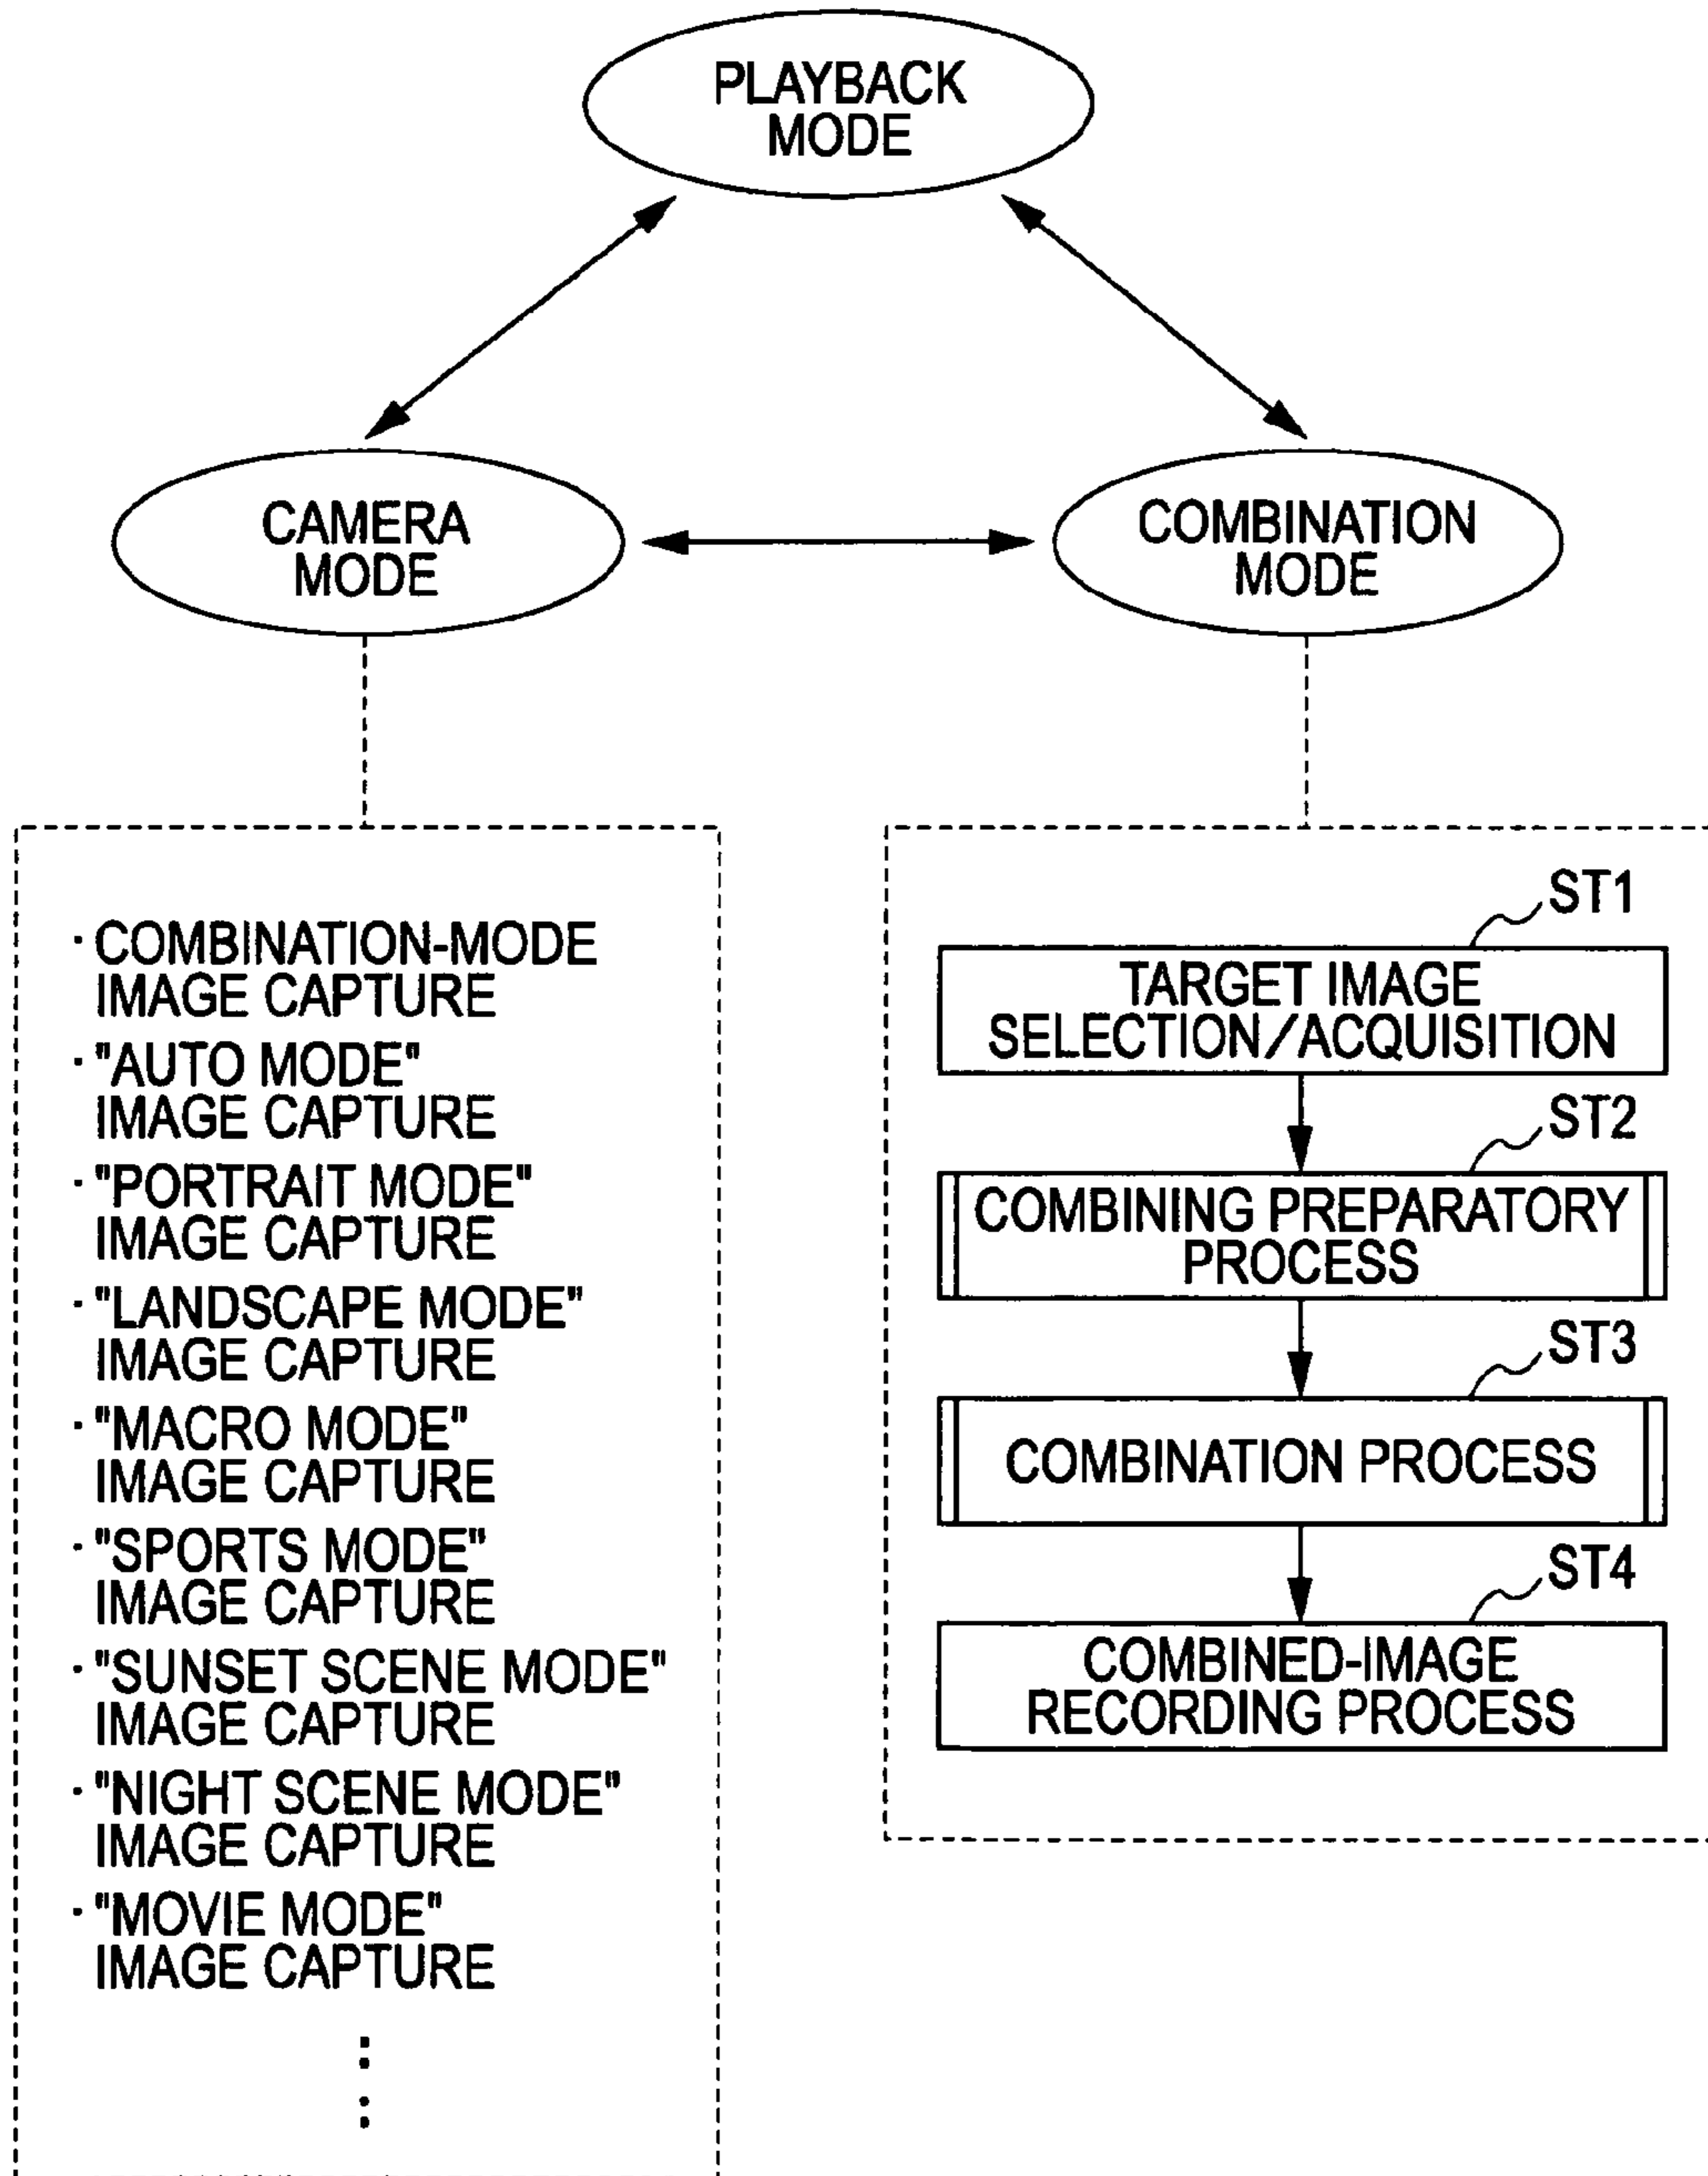 PLAYBACK
MODE
CAMERA
MODE
COMBINATION
MODE
· COMBINATION-MODE
IMAGE CAPTURE
· "AUTO MODE"
IMAGE CAPTURE
· "PORTRAIT MODE"
IMAGE CAPTURE
· "LANDSCAPE MODE"
IMAGE CAPTURE
· "MACRO MODE"
IMAGE CAPTURE
· "SPORTS MODE"
IMAGE CAPTURE
· "SUNSET SCENE MODE"
IMAGE CAPTURE
· "NIGHT SCENE MODE"
IMAGE CAPTURE
· "MOVIE MODE"
IMAGE CAPTURE
ST1
TARGET IMAGE
SELECTION/ACQUISITION
ST2
COMBINING PREPARATORY
PROCESS
ST3
COMBINATION PROCESS
ST4
COMBINED-IMAGE
RECORDING PROCESS